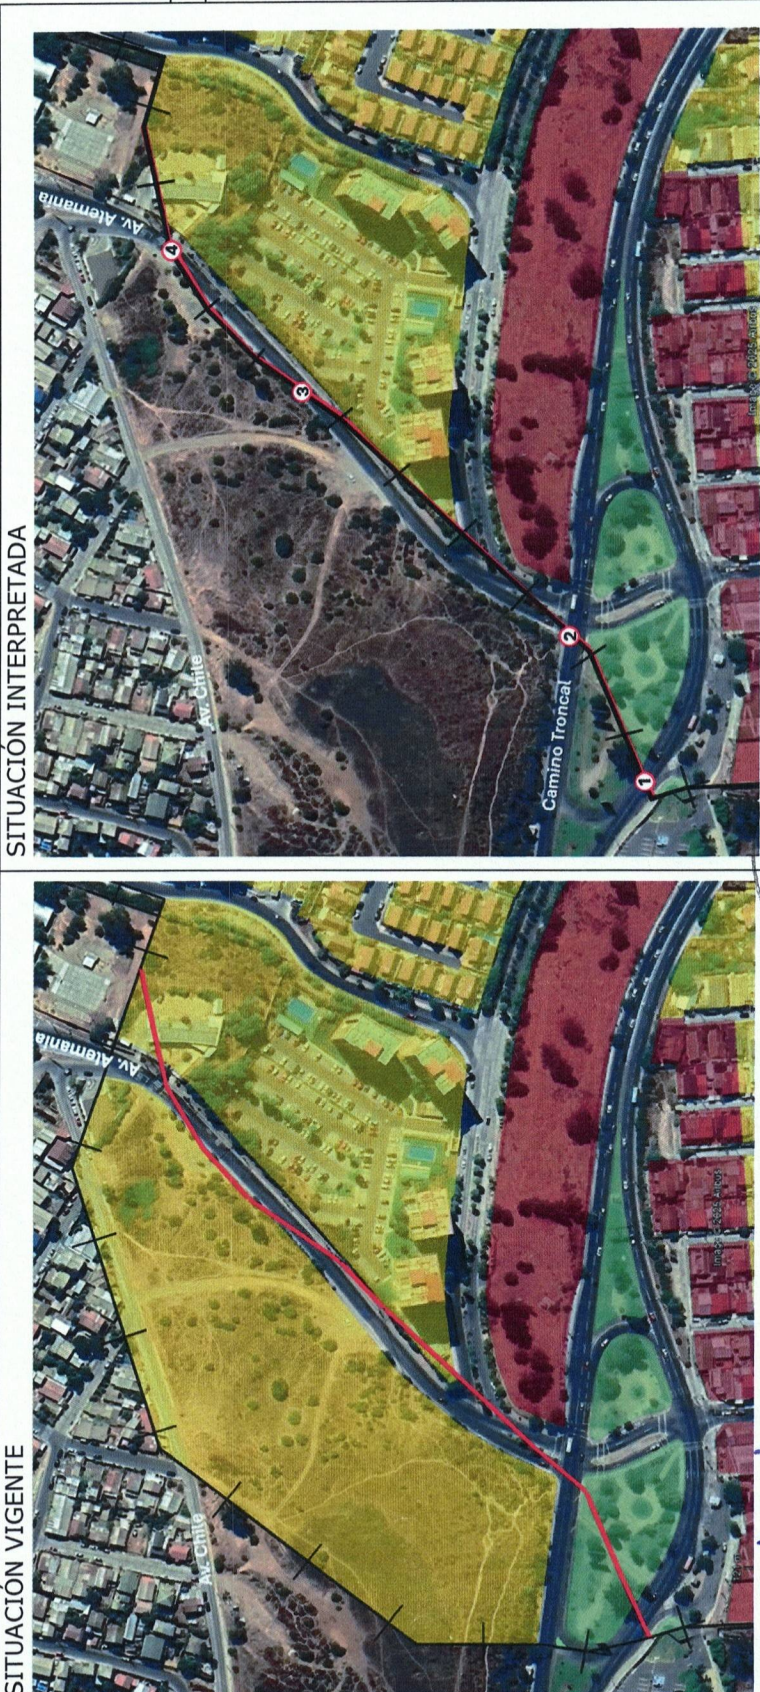 SITUACIÓN VIGENTE
Av. Alemania
Av. Chile
SITUACIÓN INTERPRETADA
Av. Alemania
4
3
Av. Chile
2
Camino Troncal
1